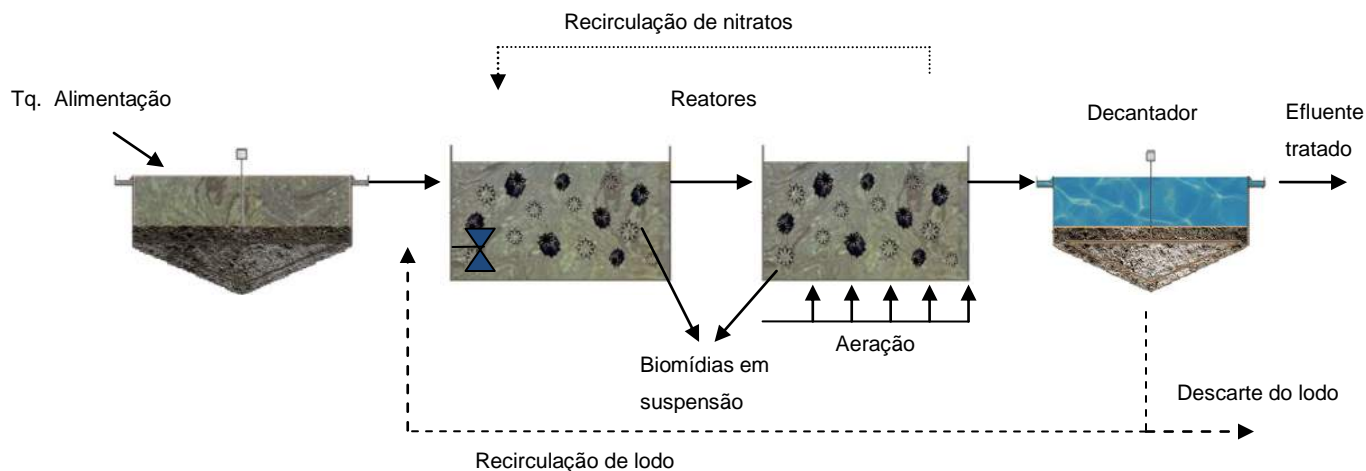 Recirculação de nitratos
Tq. Alimentação
Reatores
Decantador
Efluente
tratado
Aeração
Biomídias em
suspensão
Descarte do lodo
Recirculação de lodo